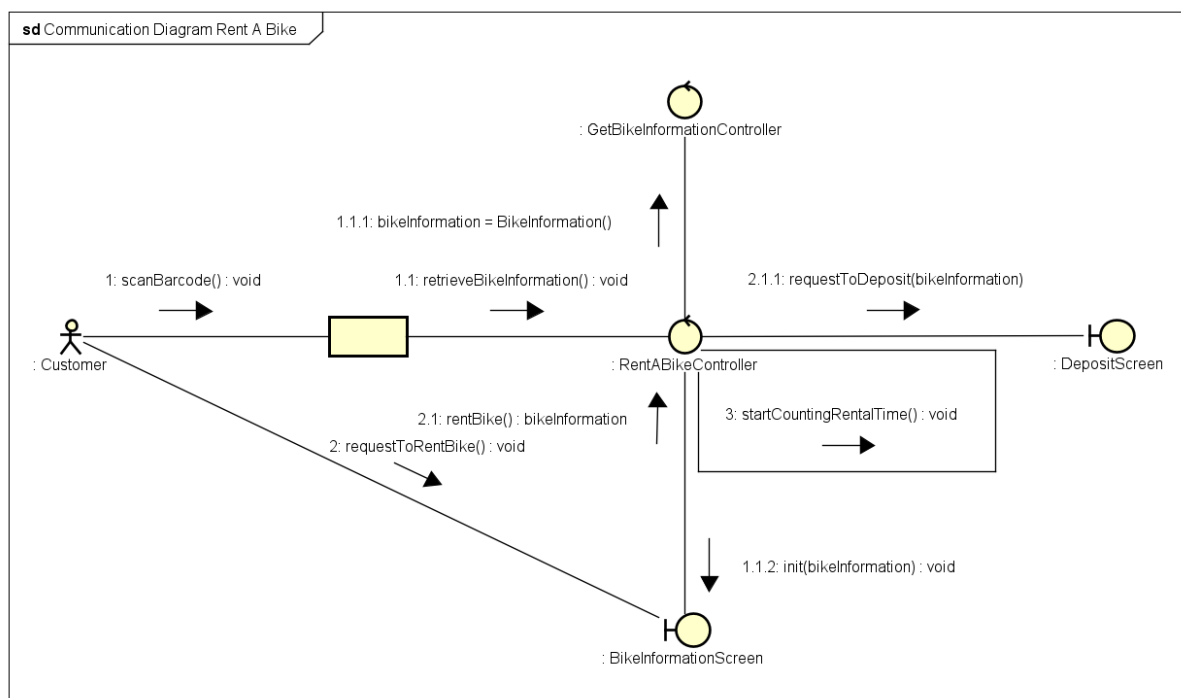 sd Communication Diagram Rent A Bike
: GetBikeInformationController
1.1.1: bikeInformation = BikeInformation()
1: scanBarcode() : void
1.1: retrieveBikeInformation() : void
2.1.1: requestToDeposit(bikeInformation)
: Customer
: RentABikeController
: DepositScreen
2.1: rentBike() : bikeInformation
3: startCountingRentalTime() : void
2: requestToRentBike() : void
1.1.2: init(bikeInformation) : void
: BikeInformationScreen